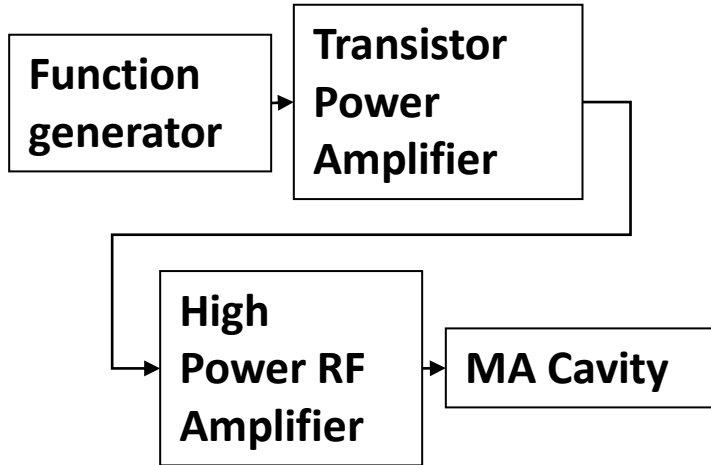 Function
generator
Transistor
Power
Amplifier
High
Power RF
Amplifier
MA Cavity